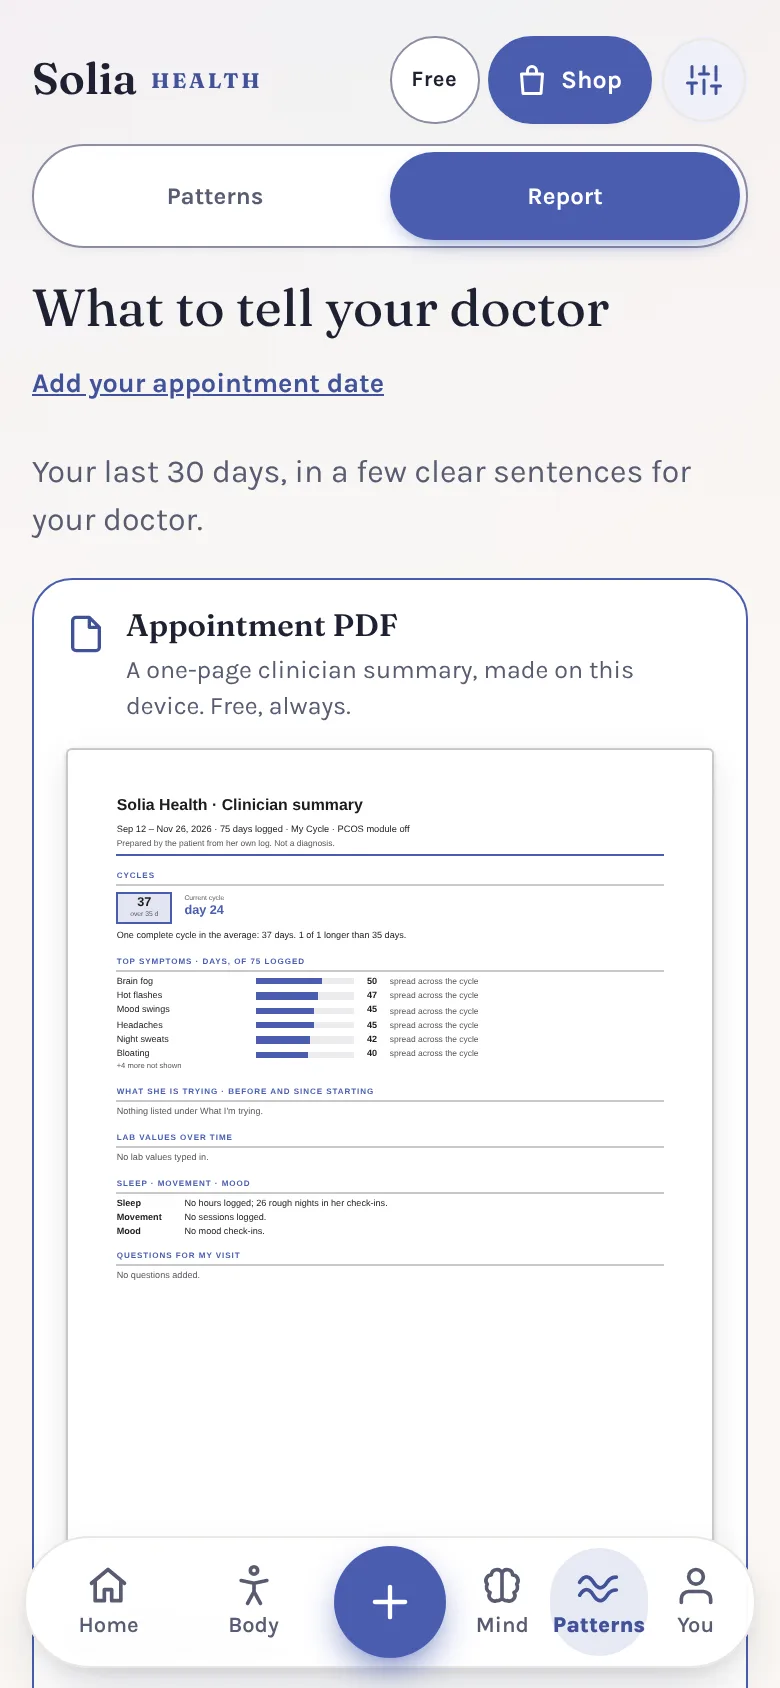 Solia HEALTH
Free
Shop
Patterns
Report
What to tell your doctor
Add your appointment date
Your last 30 days, in a few clear sentences for
your doctor.
Appointment PDF
A one-page clinician summary, made on this
device. Free, always.
Solia Health · Clinician summary
Sep 12 – Nov 26, 2026 · 75 days logged · My Cycle · PCOS module off
Prepared by the patient from her own log. Not a diagnosis.
CYCLES
37
over 35 d
Current cycle
day 24
One complete cycle in the average: 37 days. 1 of 1 longer than 35 days.
TOP SYMPTOMS · DAYS, OF 75 LOGGED
Brain fog 50 spread across the cycle
Hot flashes 47 spread across the cycle
Mood swings 45 spread across the cycle
Headaches 45 spread across the cycle
Night sweats 42 spread across the cycle
Bloating 40 spread across the cycle
+4 more not shown
WHAT SHE IS TRYING · BEFORE AND SINCE STARTING
Nothing listed under What I'm trying.
LAB VALUES OVER TIME
No lab values typed in.
SLEEP · MOVEMENT · MOOD
Sleep No hours logged; 26 rough nights in her check-ins.
Movement No sessions logged.
Mood No mood check-ins.
QUESTIONS FOR MY VISIT
No questions added.
Home
Body
Mind
Patterns
You